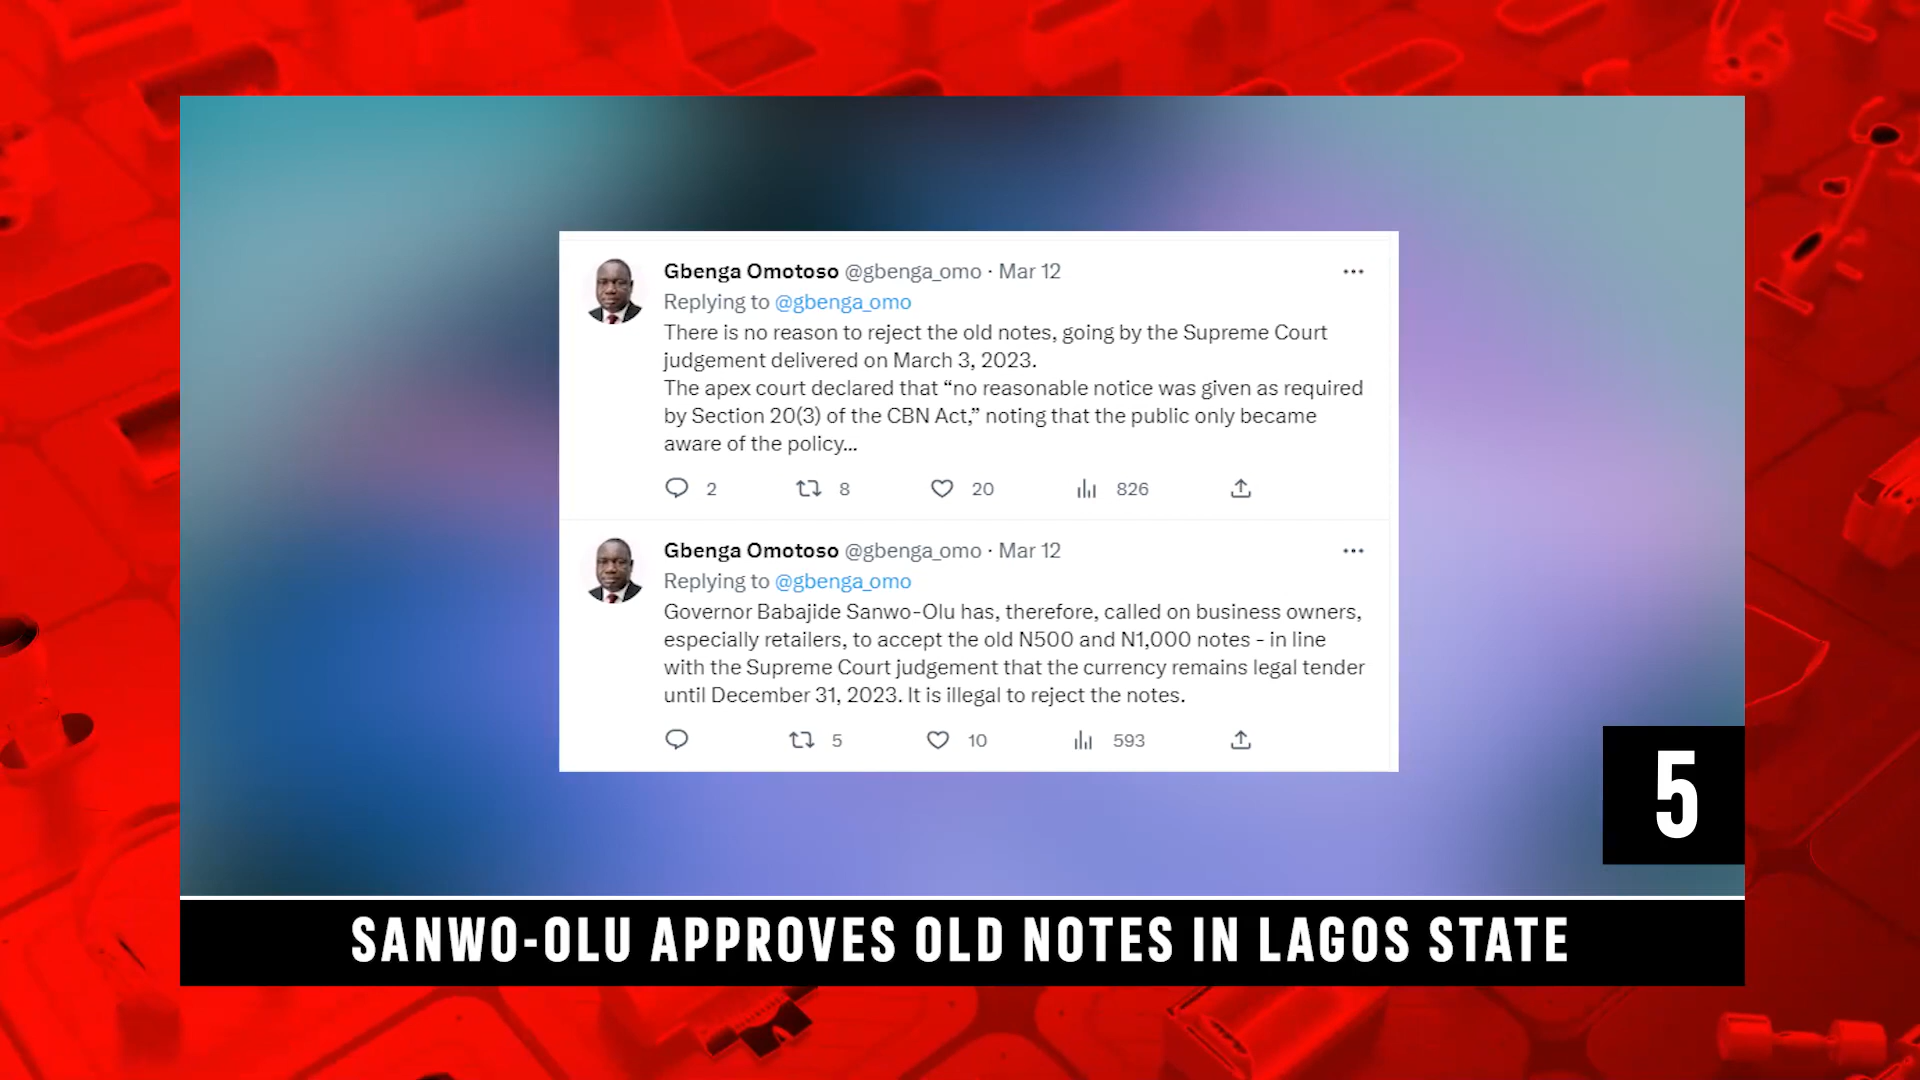 Gbenga Omotoso @gbenga_omo · Mar 12
Replying to @gbenga_omo
There is no reason to reject the old notes, going by the Supreme Court
judgement delivered on March 3, 2023.
The apex court declared that “no reasonable notice was given as required
by Section 20(3) of the CBN Act,” noting that the public only became
aware of the policy...
2 8 20 826
Gbenga Omotoso @gbenga_omo · Mar 12
Replying to @gbenga_omo
Governor Babajide Sanwo-Olu has, therefore, called on business owners,
especially retailers, to accept the old N500 and N1,000 notes - in line
with the Supreme Court judgement that the currency remains legal tender
until December 31, 2023. It is illegal to reject the notes.
5 10 593
5
SANWO-OLU APPROVES OLD NOTES IN LAGOS STATE